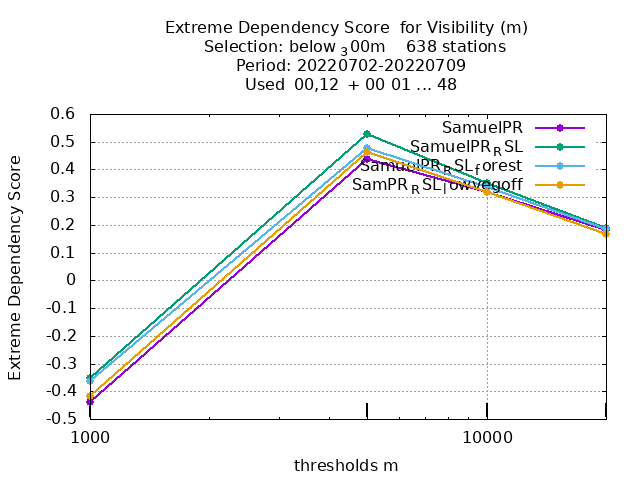 Extreme Dependency Score  for Visibility (m)
Selection: below ₃00m    638 stations
Period: 20220702-20220709
Used  00,12  + 00 01 ... 48
SamuelPR
SamuelPR_RSL
SamuelPR_RSL_forest
SamPR_RSL_lowvegoff
Extreme Dependency Score
0.6
0.5
0.4
0.3
0.2
0.1
0
-0.1
-0.2
-0.3
-0.4
-0.5
1000
10000
thresholds m